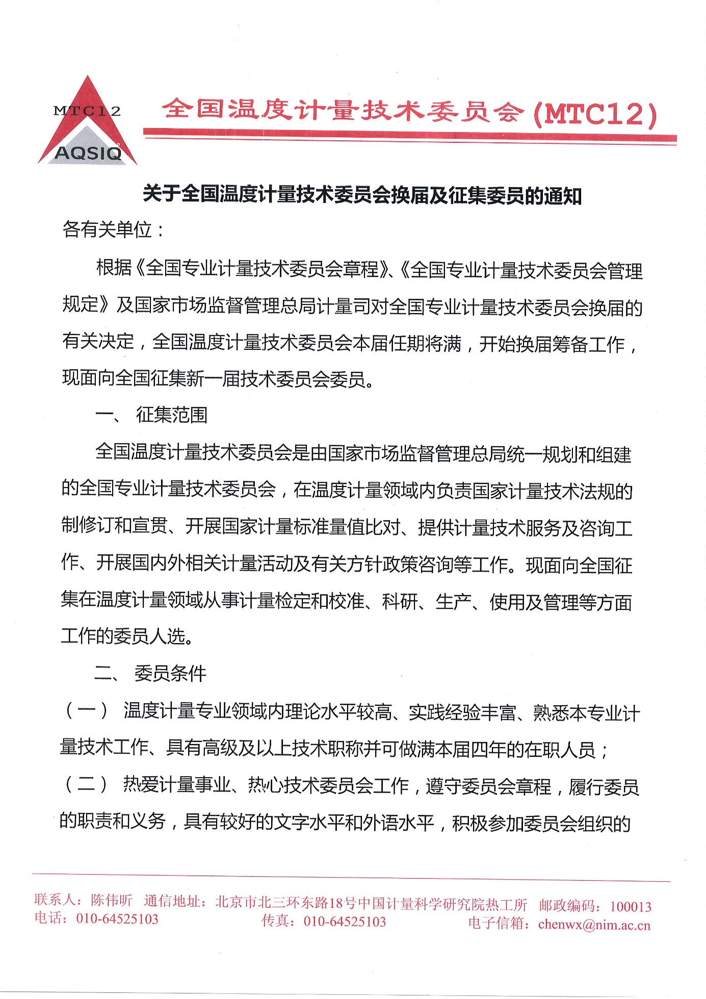 MTC12
AQSIQ
全国温度计量技术委员会(MTC12)
关于全国温度计量技术委员会换届及征集委员的通知
各有关单位：
根据《全国专业计量技术委员会章程》、《全国专业计量技术委员会管理
规定》及国家市场监督管理总局计量司对全国专业计量技术委员会换届的
有关决定，全国温度计量技术委员会本届任期将满，开始换届筹备工作，
现面向全国征集新一届技术委员会委员。
一、 征集范围
全国温度计量技术委员会是由国家市场监督管理总局统一规划和组建
的全国专业计量技术委员会，在温度计量领域内负责国家计量技术法规的
制修订和宣贯、开展国家计量标准量值比对、提供计量技术服务及咨询工
作、开展国内外相关计量活动及有关方针政策咨询等工作。现面向全国征
集在温度计量领域从事计量检定和校准、科研、生产、使用及管理等方面
工作的委员人选。
二、 委员条件
（一） 温度计量专业领域内理论水平较高、实践经验丰富、熟悉本专业计
量技术工作、具有高级及以上技术职称并可做满本届四年的在职人员；
（二） 热爱计量事业、热心技术委员会工作，遵守委员会章程，履行委员
的职责和义务，具有较好的文字水平和外语水平，积极参加委员会组织的
联系人：陈伟昕 通信地址：北京市北三环东路18号中国计量科学研究院热工所 邮政编码：100013
电话：010-64525103 传真：010-64525103 电子信箱：chenwx@nim.ac.cn